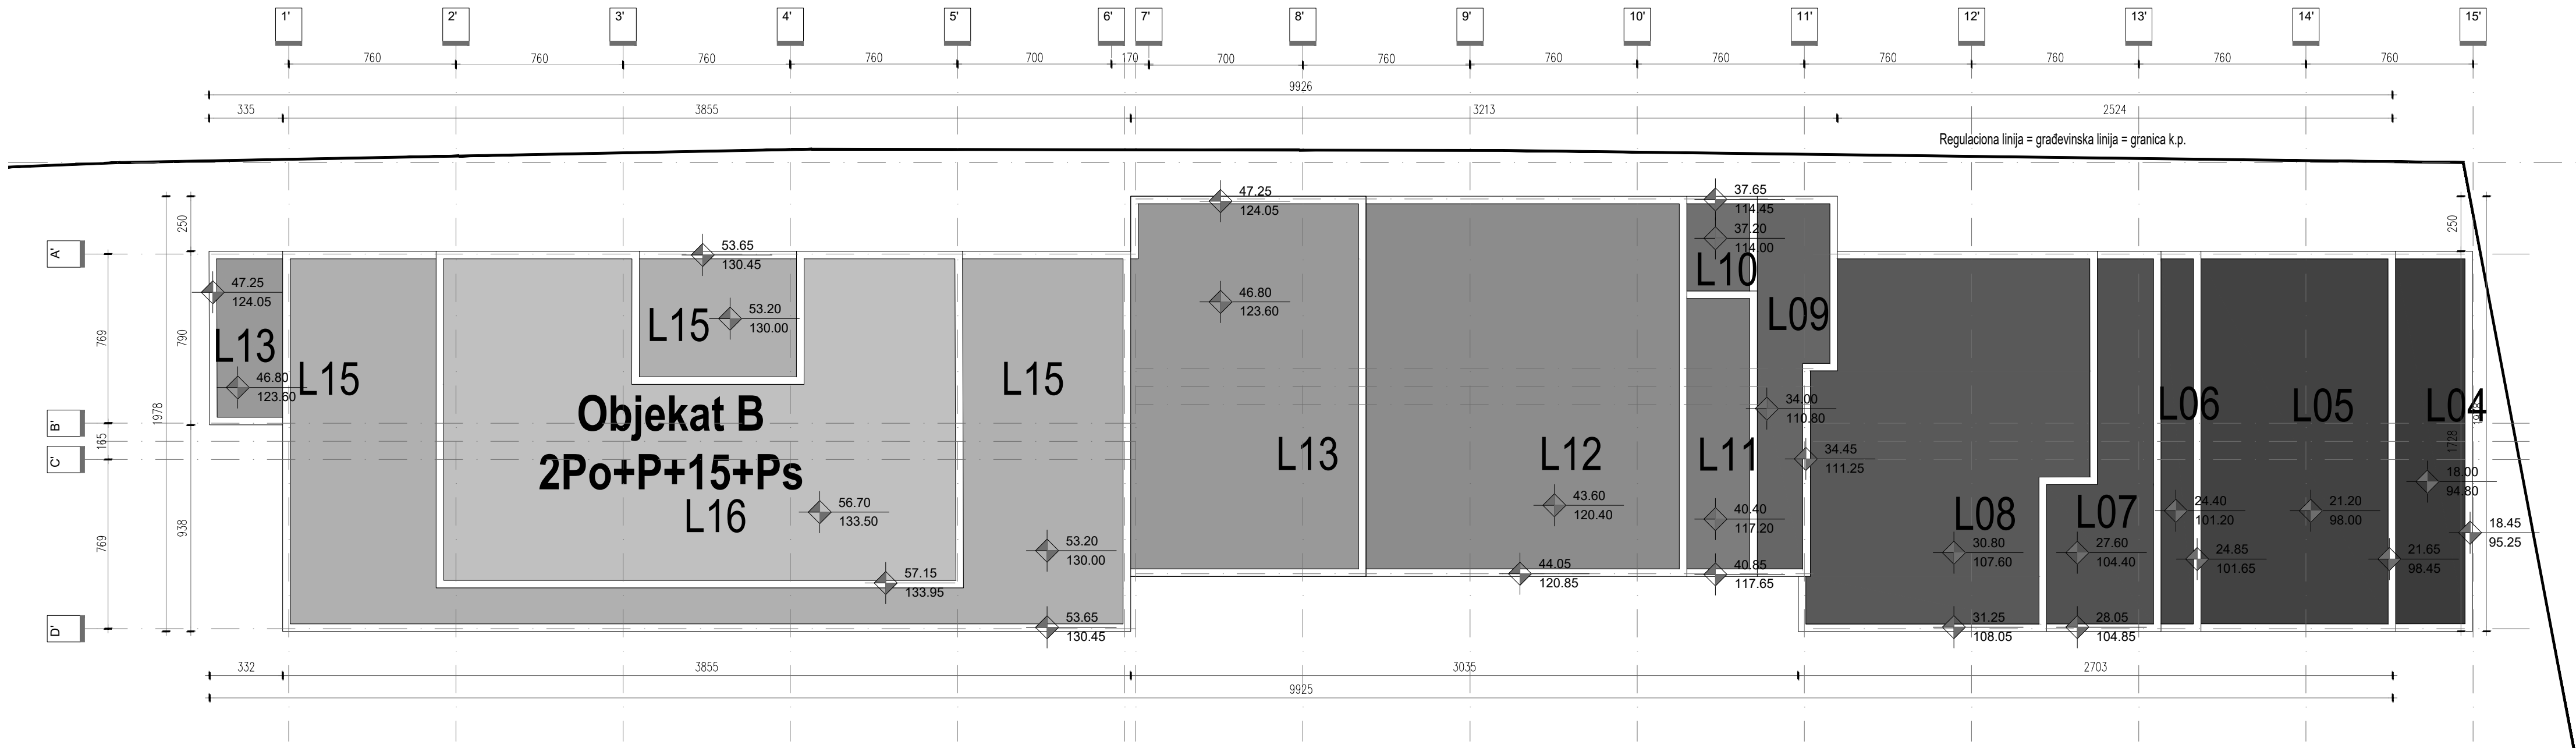 1' 2' 3' 4' 5' 6' 7' 8' 9' 10' 11' 12' 13' 14' 15'
760 760 760 760 700 170 700 760 760 760 760 760 760 760
9926
335 3855 3213 2524
Regulaciona linija = građevinska linija = granica k.p.
A'
B'
C'
D'
769
165
769
1978
250
790
938
250
1728
47.25
124.05
L13
46.80
123.60
L15
53.65
130.45
L15
53.20
130.00
Objekat B
2Po+P+15+Ps
L16
56.70
133.50
57.15
133.95
L15
53.20
130.00
53.65
130.45
47.25
124.05
46.80
123.60
L13
L12
43.60
120.40
44.05
120.85
37.65
114.45
37.20
114.00
L10
L09
34.00
110.80
L11
40.40
117.20
40.85
117.65
34.45
111.25
L08
30.80
107.60
31.25
108.05
L07
27.60
104.40
28.05
104.85
L06
24.40
101.20
24.85
101.65
L05
21.20
98.00
21.65
98.45
L04
18.00
94.80
18.45
95.25
332 3855 3035 2703
9925